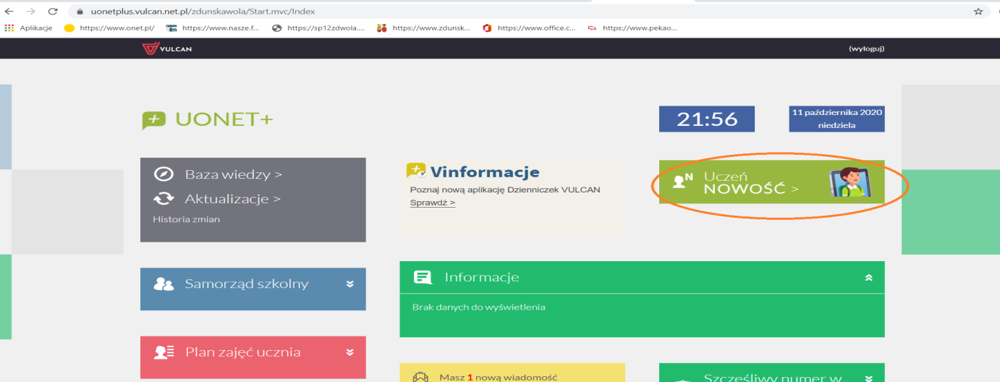 uonetplus.vulcan.net.pl/zdunskawola/Start.mvc/Index
Aplikacje https://www.onet.pl/ https://www.nasze.f... https://sp12zdwola.... https://www.zdunsk... https://www.office.c... https://www.pekao...
VULCAN (wyloguj)
UONET+
21:56
11 października 2020
niedziela
Baza wiedzy >
Aktualizacje >
Historia zmian
Vinformacje
Poznaj nową aplikację Dzienniczek VULCAN
Sprawdź >
N Uczeń
NOWOŚĆ >
Samorząd szkolny
Informacje
Brak danych do wyświetlenia
Plan zajęć ucznia
Masz 1 nową wiadomość
Szczęśliwy numer w